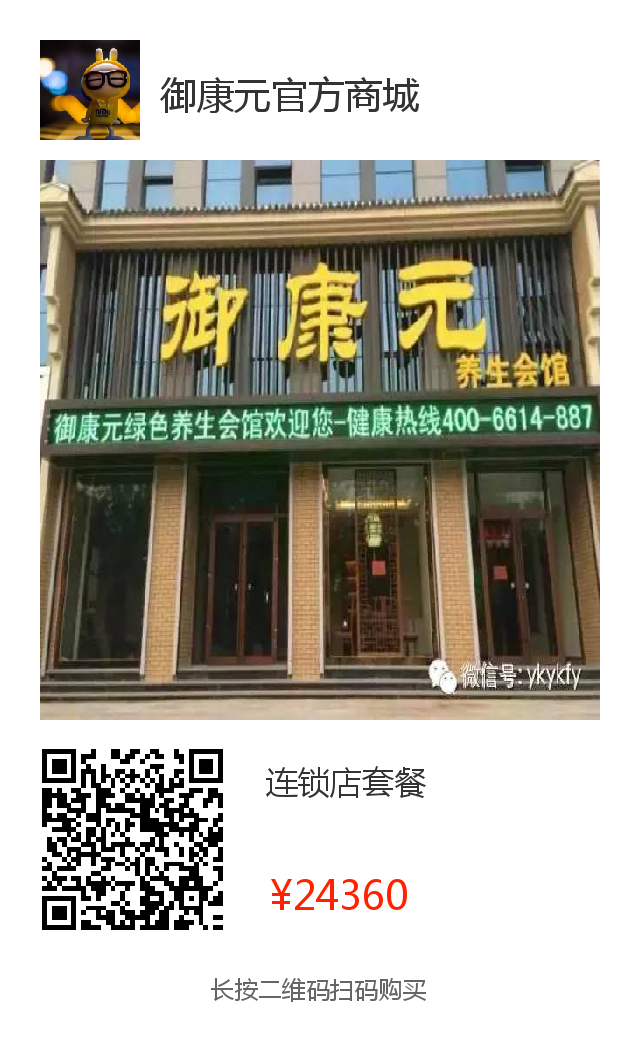 御康元官方商城
御康元
养生会馆
御康元绿色养生会馆欢迎您-健康热线400-6614-887
微信号: ykykfy
连锁店套餐
¥24360
长按二维码扫码购买